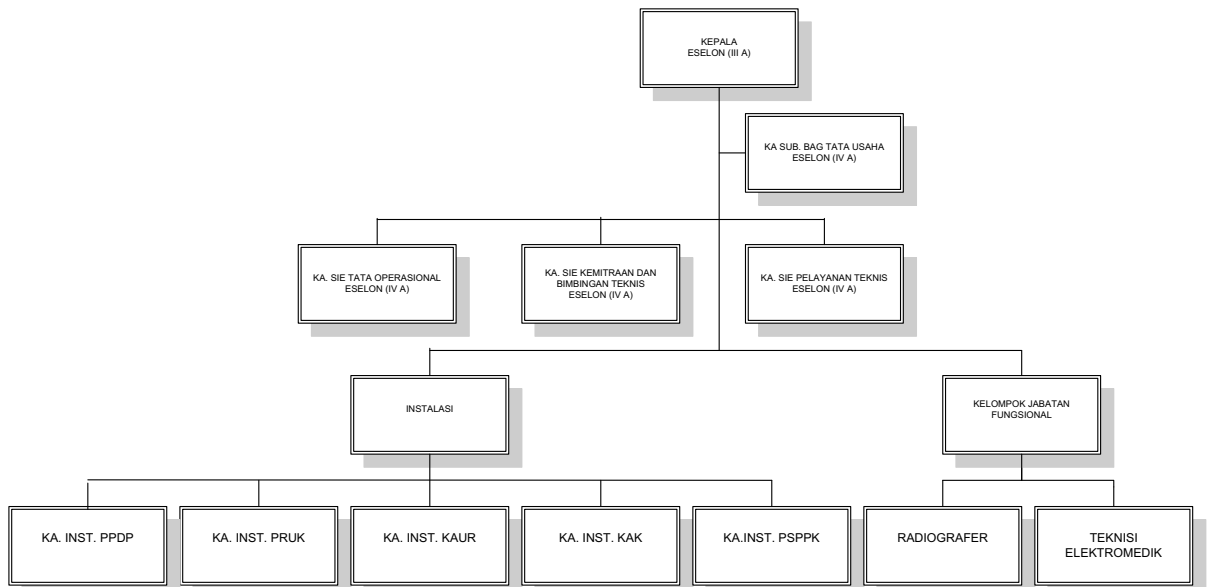 KEPALA
ESELON (III A)
KA SUB. BAG TATA USAHA
ESELON (IV A)
KA. SIE TATA OPERASIONAL
ESELON (IV A)
KA. SIE KEMITRAAN DAN
BIMBINGAN TEKNIS
ESELON (IV A)
KA. SIE PELAYANAN TEKNIS
ESELON (IV A)
INSTALASI
KELOMPOK JABATAN
FUNGSIONAL
KA. INST. PPDP
KA. INST. PRUK
KA. INST. KAUR
KA. INST. KAK
KA.INST. PSPPK
RADIOGRAFER
TEKNISI
ELEKTROMEDIK